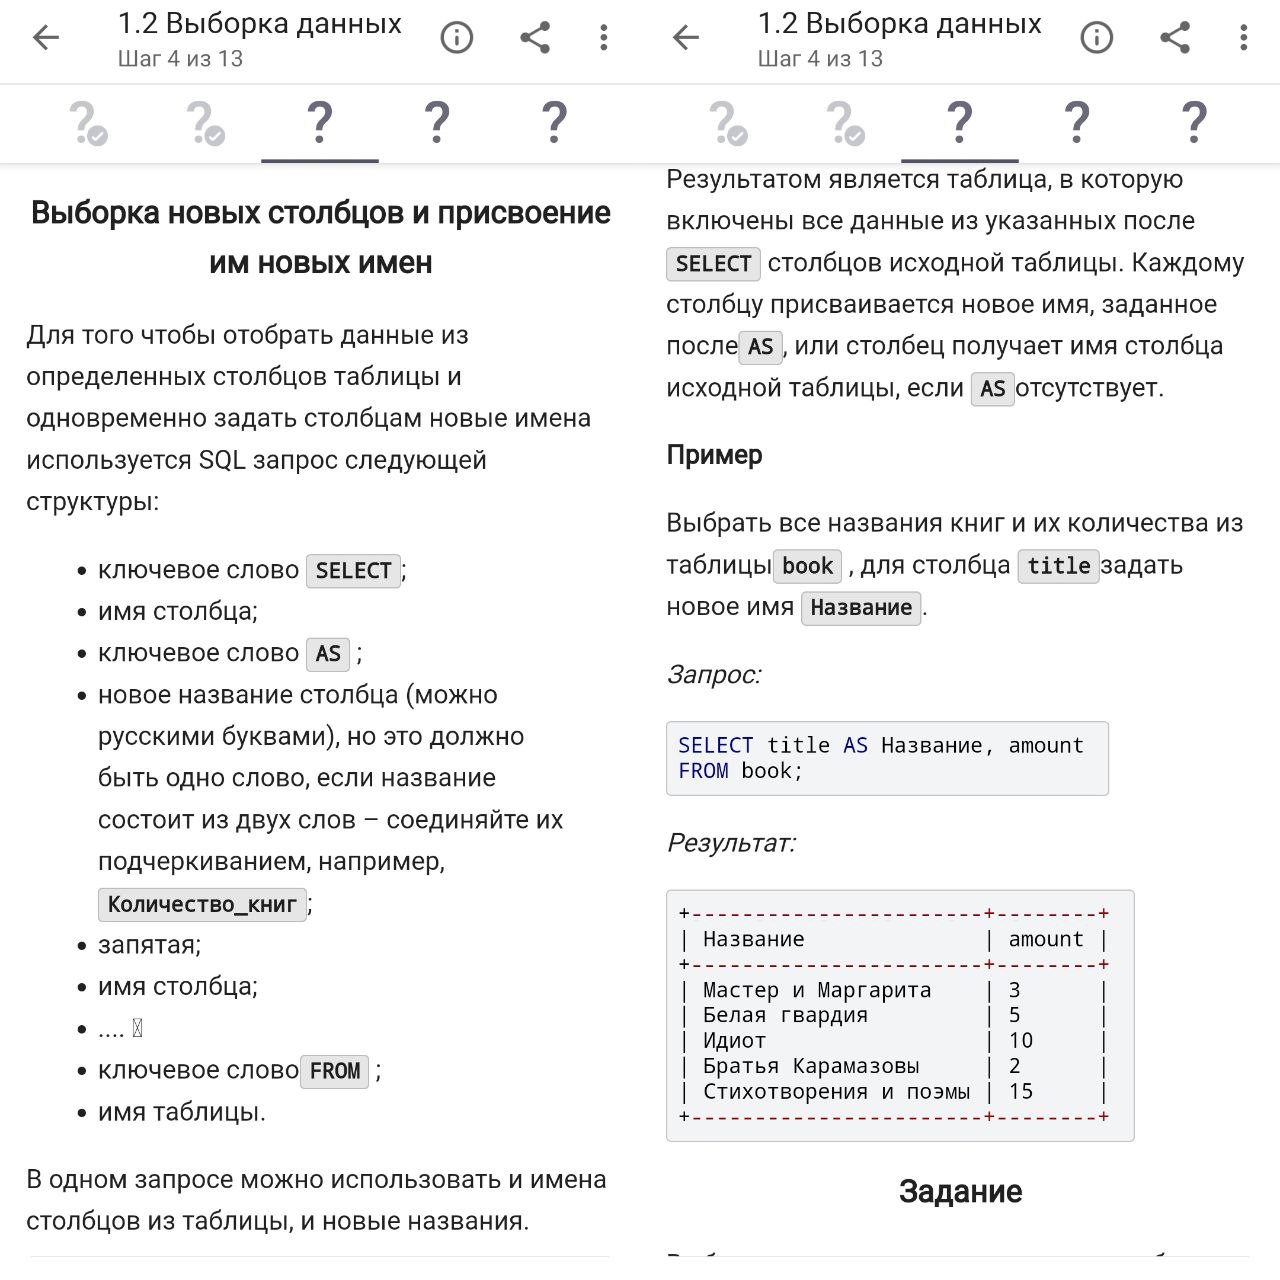 1.2 Выборка данных
Шаг 4 из 13
Выборка новых столбцов и присвоение
им новых имен
Для того чтобы отобрать данные из
определенных столбцов таблицы и
одновременно задать столбцам новые имена
используется SQL запрос следующей
структуры:
• ключевое слово SELECT;
• имя столбца;
• ключевое слово AS ;
• новое название столбца (можно
русскими буквами), но это должно
быть одно слово, если название
состоит из двух слов – соединяйте их
подчеркиванием, например,
Количество_книг;
• запятая;
• имя столбца;
• ....
• ключевое слово FROM ;
• имя таблицы.
В одном запросе можно использовать и имена
столбцов из таблицы, и новые названия.
1.2 Выборка данных
Шаг 4 из 13
Результатом является таблица, в которую
включены все данные из указанных после
SELECT столбцов исходной таблицы. Каждому
столбцу присваивается новое имя, заданное
после AS, или столбец получает имя столбца
исходной таблицы, если AS отсутствует.
Пример
Выбрать все названия книг и их количества из
таблицы book , для столбца title задать
новое имя Название.
Запрос:
SELECT title AS Название, amount
FROM book;
Результат:
+-----------------------+--------+
| Название              | amount |
+-----------------------+--------+
| Мастер и Маргарита    | 3      |
| Белая гвардия         | 5      |
| Идиот                 | 10     |
| Братья Карамазовы     | 2      |
| Стихотворения и поэмы | 15     |
+-----------------------+--------+
Задание